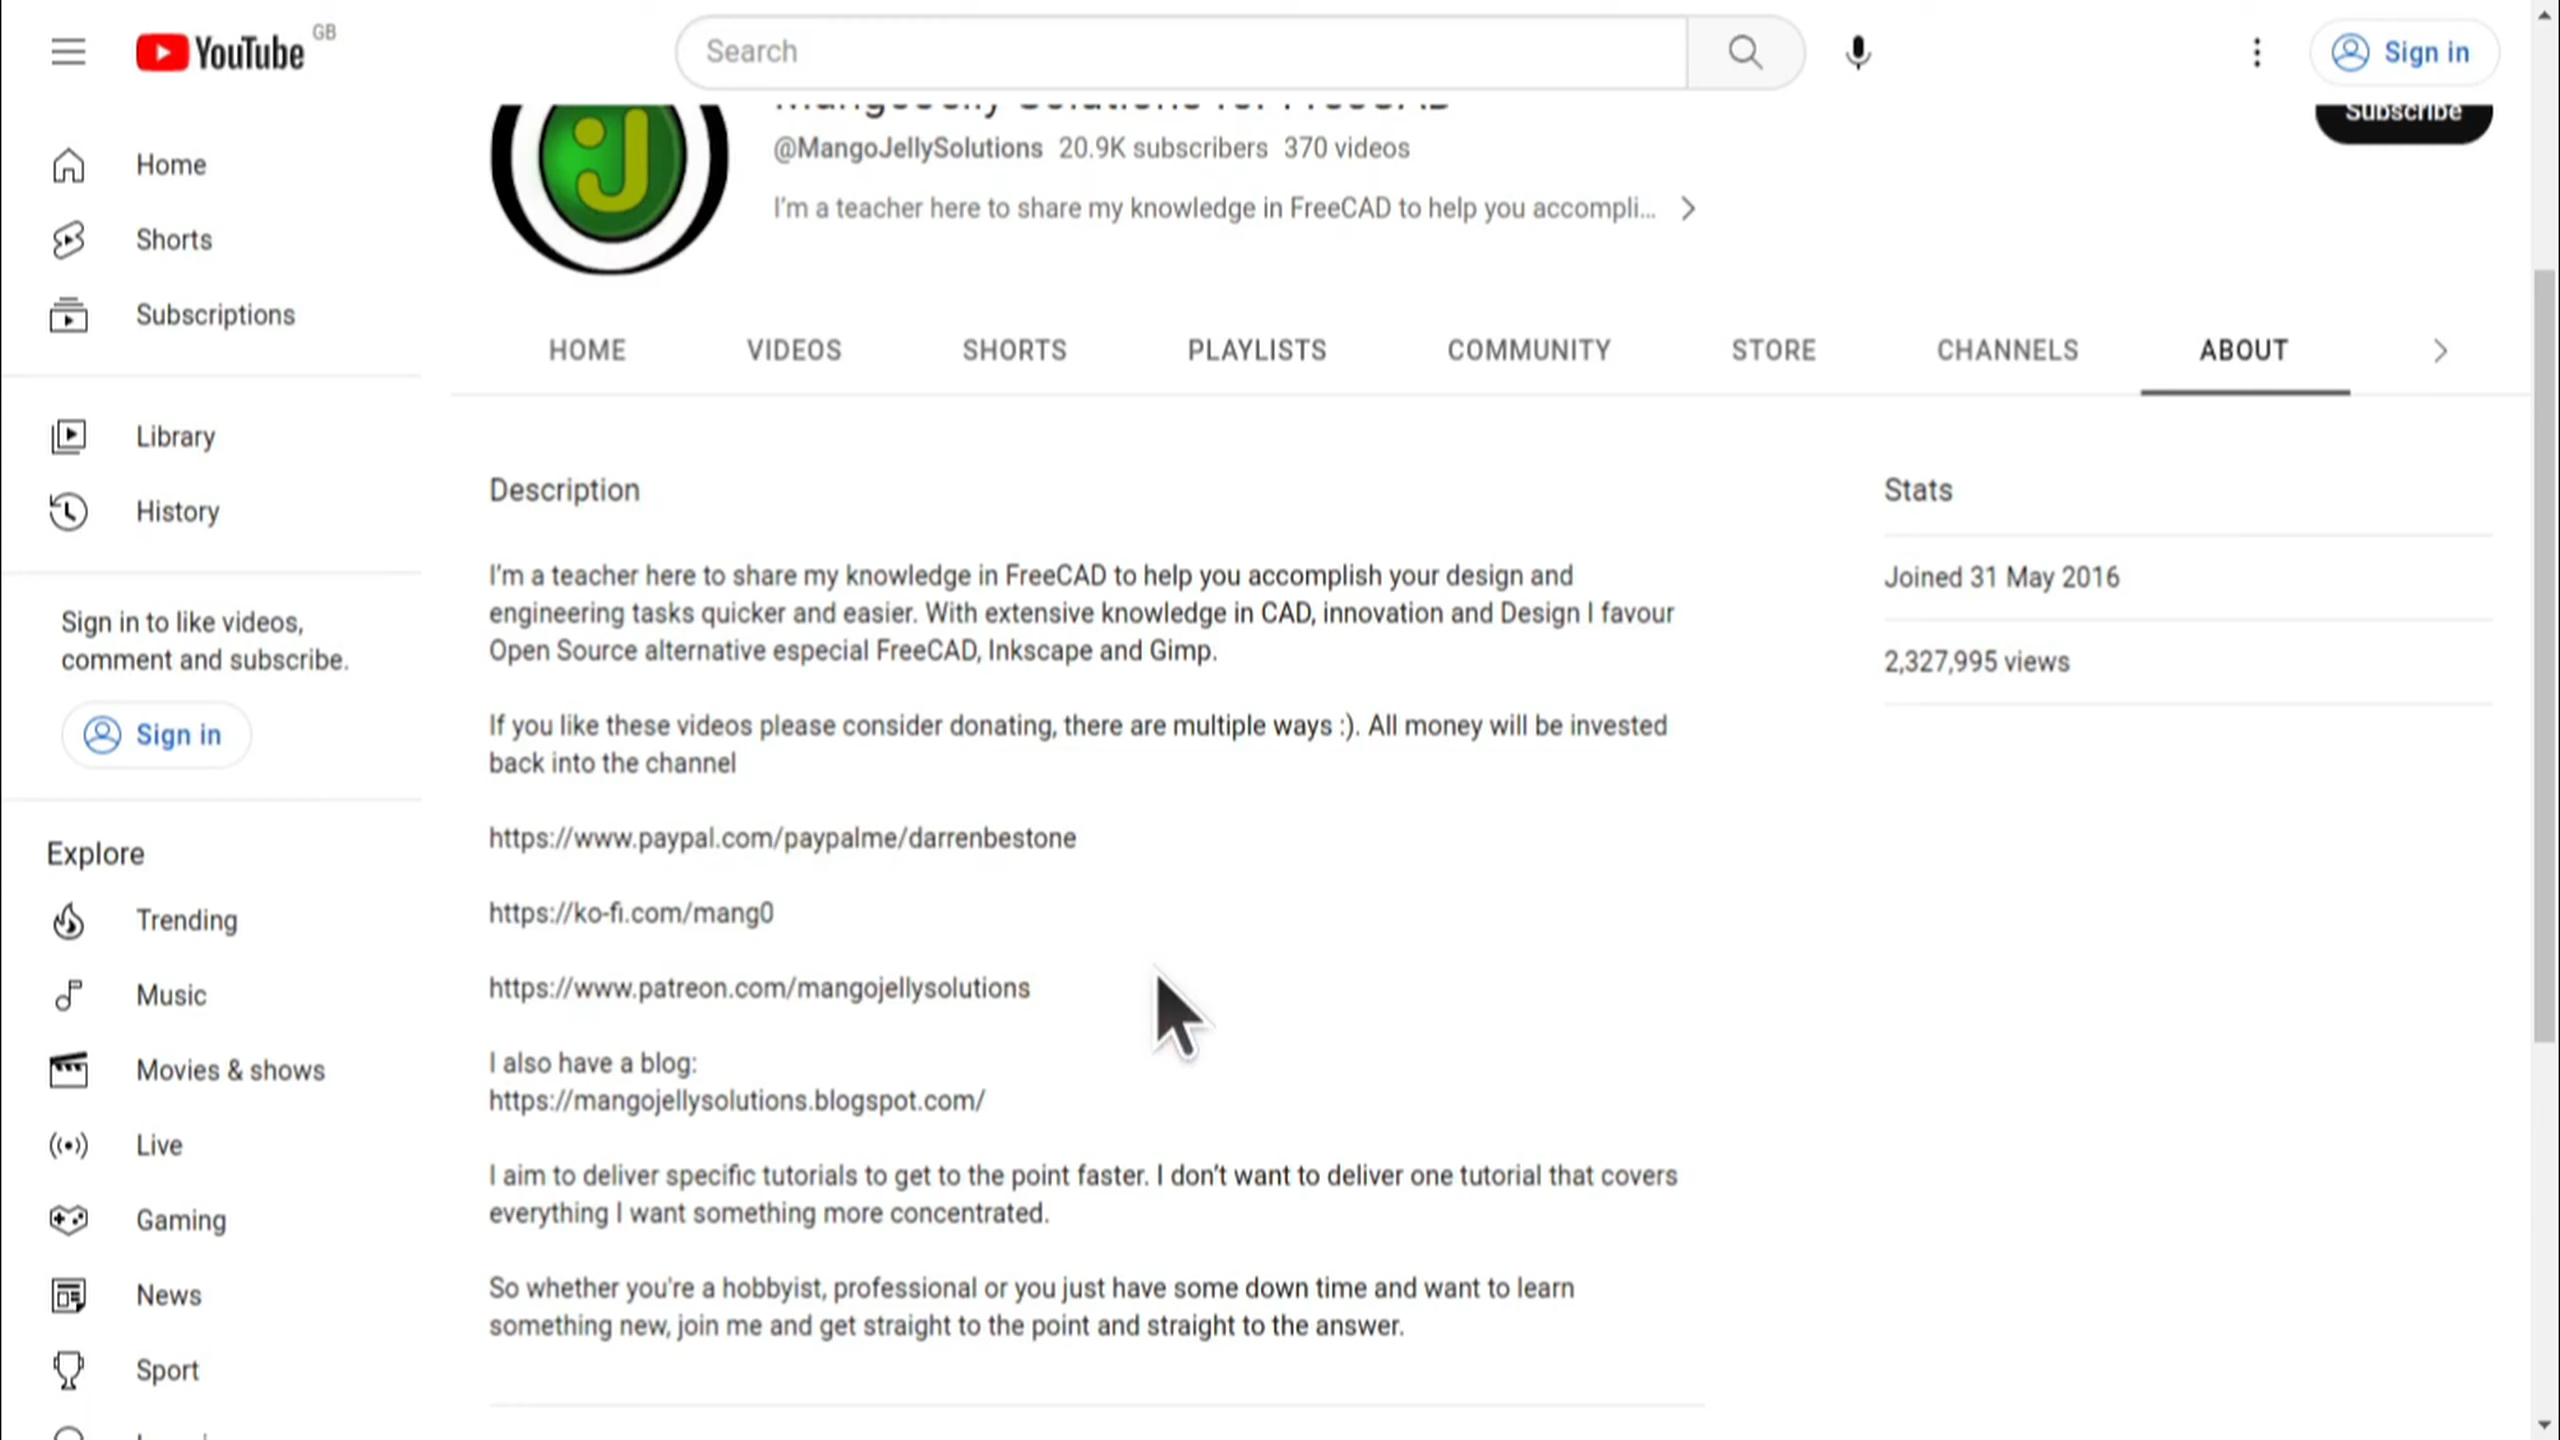 YouTube GB
Search
Sign in
MangoJelly Solutions for FreeCAD
Subscribe
@MangoJellySolutions 20.9K subscribers 370 videos
I'm a teacher here to share my knowledge in FreeCAD to help you accompli...
Home
Shorts
Subscriptions
Library
History
Sign in to like videos,
comment and subscribe.
Sign in
Explore
Trending
Music
Movies & shows
Live
Gaming
News
Sport
HOME VIDEOS SHORTS PLAYLISTS COMMUNITY STORE CHANNELS ABOUT
Description
I'm a teacher here to share my knowledge in FreeCAD to help you accomplish your design and
engineering tasks quicker and easier. With extensive knowledge in CAD, innovation and Design I favour
Open Source alternative especial FreeCAD, Inkscape and Gimp.
If you like these videos please consider donating, there are multiple ways :). All money will be invested
back into the channel
https://www.paypal.com/paypalme/darrenbestone
https://ko-fi.com/mang0
https://www.patreon.com/mangojellysolutions
I also have a blog:
https://mangojellysolutions.blogspot.com/
I aim to deliver specific tutorials to get to the point faster. I don't want to deliver one tutorial that covers
everything I want something more concentrated.
So whether you're a hobbyist, professional or you just have some down time and want to learn
something new, join me and get straight to the point and straight to the answer.
Stats
Joined 31 May 2016
2,327,995 views